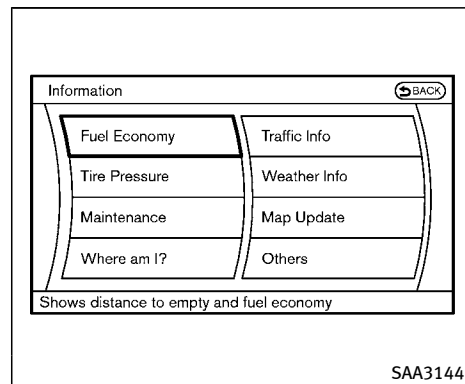 Information
BACK
Fuel Economy
Traffic Info
Tire Pressure
Weather Info
Maintenance
Map Update
Where am I?
Others
Shows distance to empty and fuel economy
SAA3144